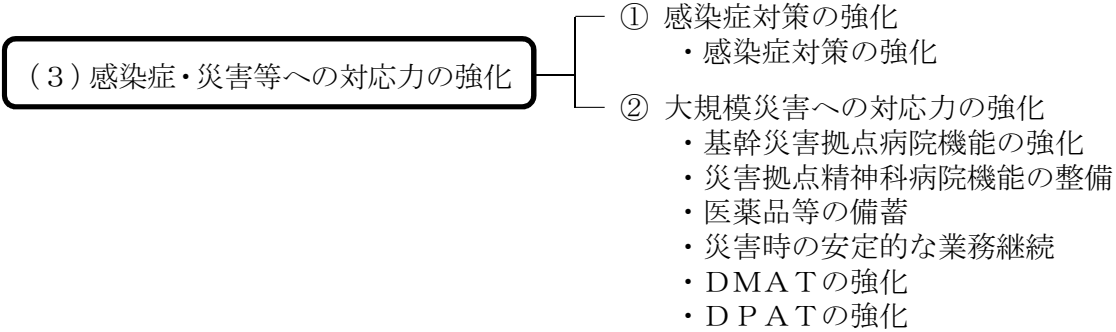 (3)感染症・災害等への対応力の強化
① 感染症対策の強化
・感染症対策の強化
② 大規模災害への対応力の強化
・基幹災害拠点病院機能の強化
・災害拠点精神科病院機能の整備
・医薬品等の備蓄
・災害時の安定的な業務継続
・DMATの強化
・DPATの強化